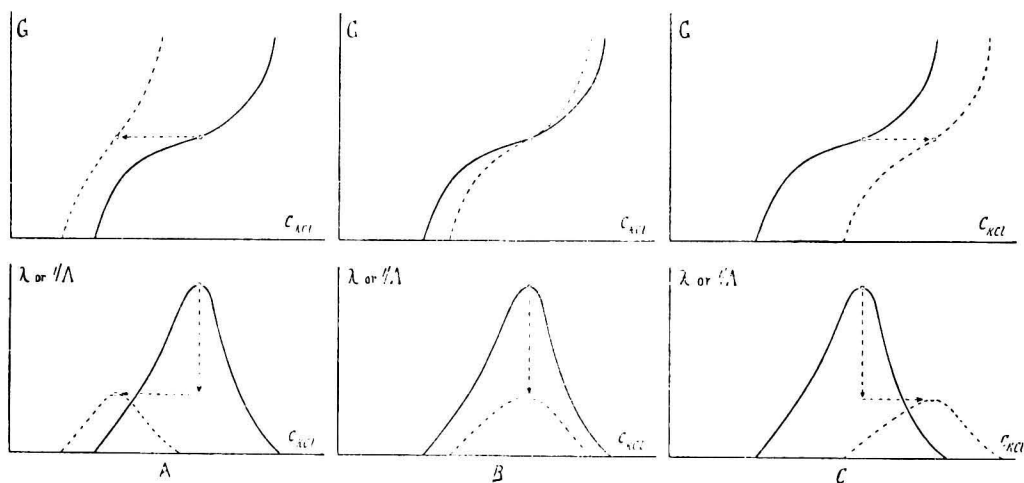 G
C_KCl
G
C_KCl
G
C_KCl
λ or 1/Λ
C_KCl
λ or 1/Λ
C_KCl
λ or 1/Λ
C_KCl
A
B
C